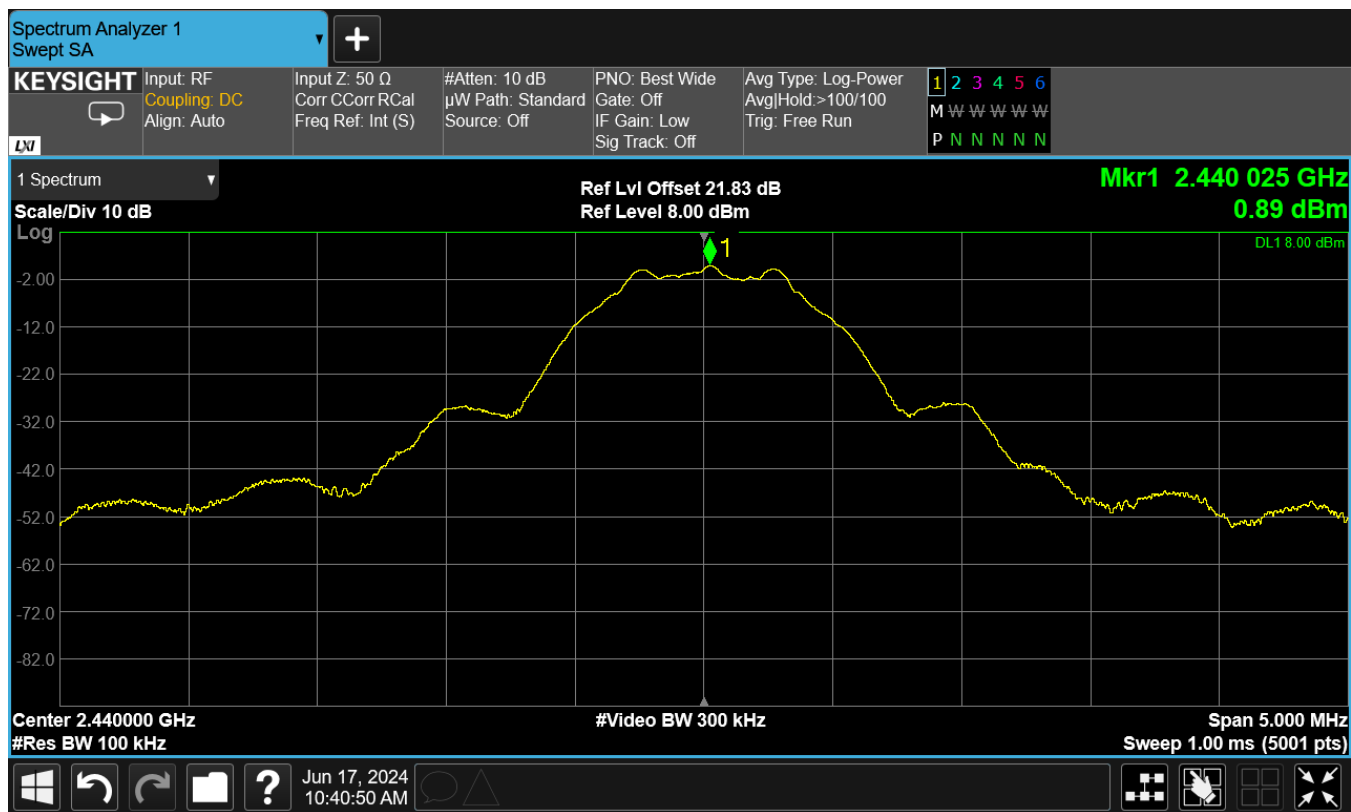 Spectrum Analyzer 1
Swept SA
KEYSIGHT
LXI
Input: RF
Coupling: DC
Align: Auto
Input Z: 50 Ω
Corr CCorr RCal
Freq Ref: Int (S)
#Atten: 10 dB
µW Path: Standard
Source: Off
PNO: Best Wide
Gate: Off
IF Gain: Low
Sig Track: Off
Avg Type: Log-Power
Avg|Hold:>100/100
Trig: Free Run
1 2 3 4 5 6
M W W W W W
P N N N N N
1 Spectrum
Scale/Div 10 dB
Log
Ref Lvl Offset 21.83 dB
Ref Level 8.00 dBm
Mkr1 2.440 025 GHz
0.89 dBm
DL1 8.00 dBm
1
-2.00
-12.0
-22.0
-32.0
-42.0
-52.0
-62.0
-72.0
-82.0
Center 2.440000 GHz
#Res BW 100 kHz
#Video BW 300 kHz
Span 5.000 MHz
Sweep 1.00 ms (5001 pts)
?
Jun 17, 2024
10:40:50 AM